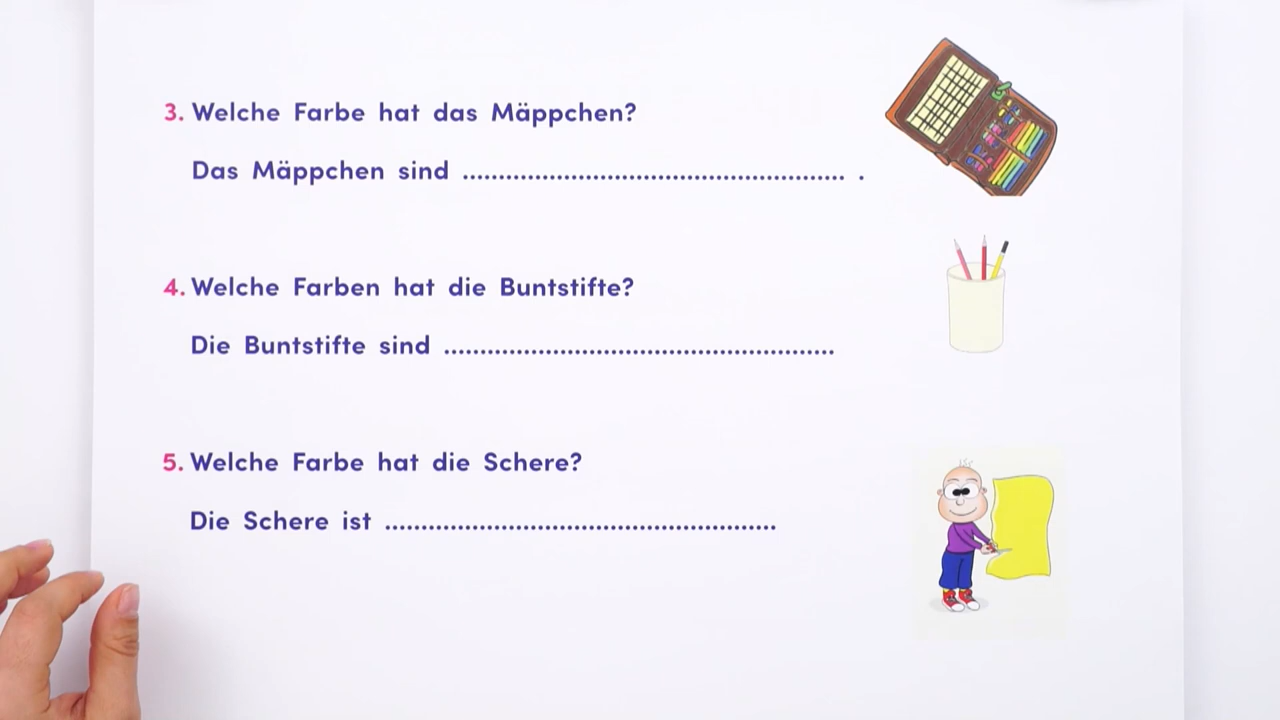 3. Welche Farbe hat das Mäppchen?
Das Mäppchen sind ..................................................... .
4. Welche Farben hat die Buntstifte?
Die Buntstifte sind ......................................................
5. Welche Farbe hat die Schere?
Die Schere ist ......................................................